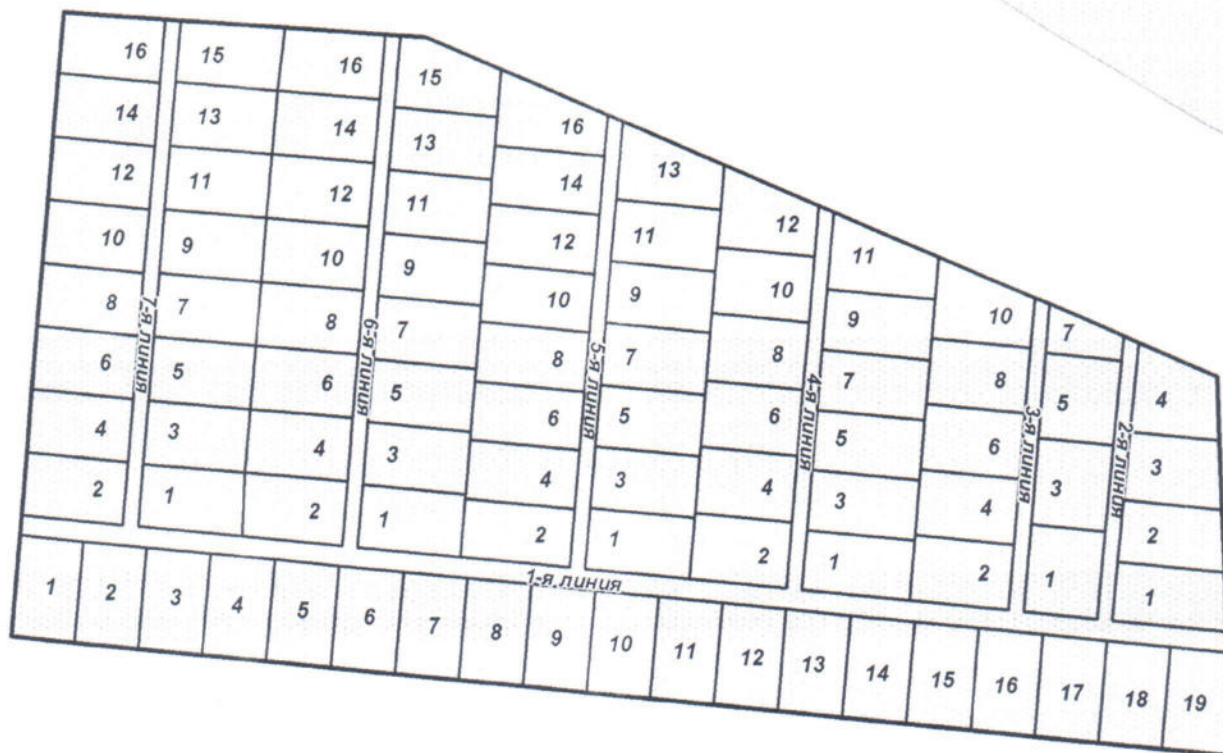 16 15 16 15
14 13 14 13 16
12 11 12 11 14 13
10 9 10 9 12 11 12 11
8 7 8 7 10 9 10 9 10 7
6 5 6 5 8 7 8 7 8 5 4
4 3 4 3 6 5 6 5 6 3 3
2 1 2 1 4 3 4 3 4 1 2
2 1 2 1 2 1
7-я линия
6-я линия
5-я линия
4-я линия
3-я линия
2-я линия
1-я линия
1 2 3 4 5 6 7 8 9 10 11 12 13 14 15 16 17 18 19